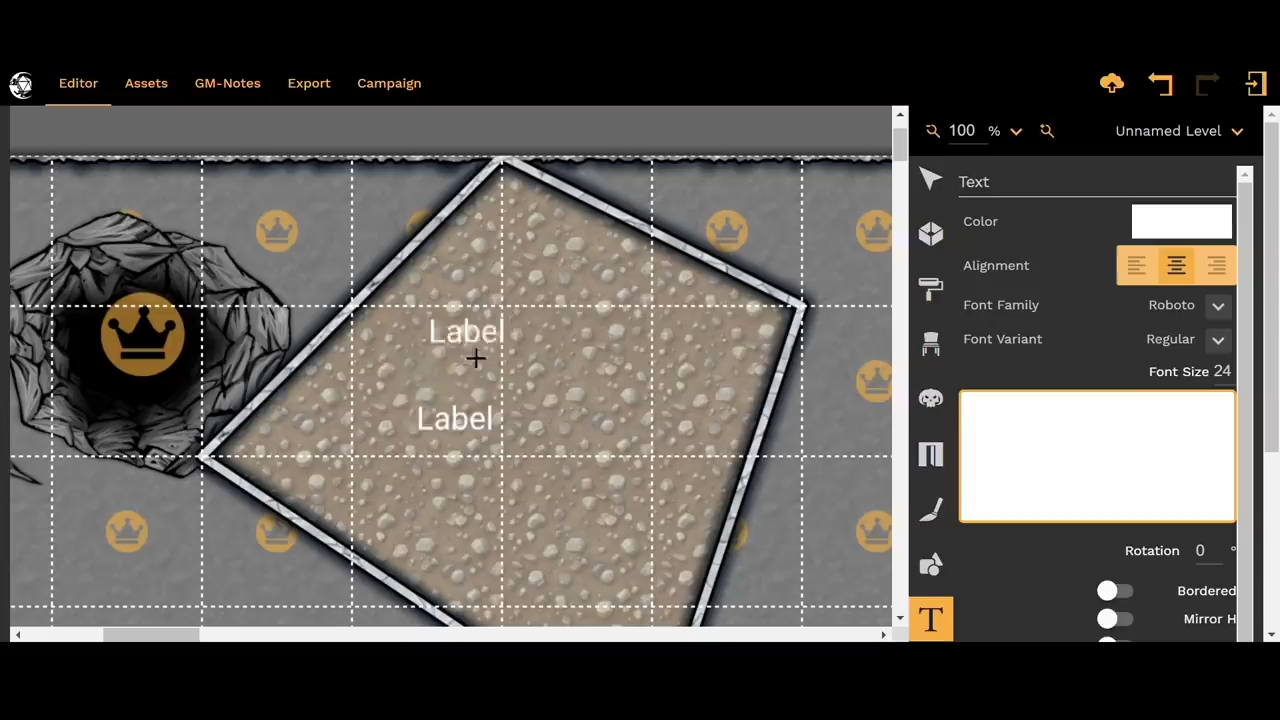 Editor Assets GM-Notes Export Campaign
100 % Unnamed Level
Text
Color
Alignment
Font Family Roboto
Font Variant Regular
Font Size 24
Label
Label
Rotation 0 °
Bordered
Mirror H
T